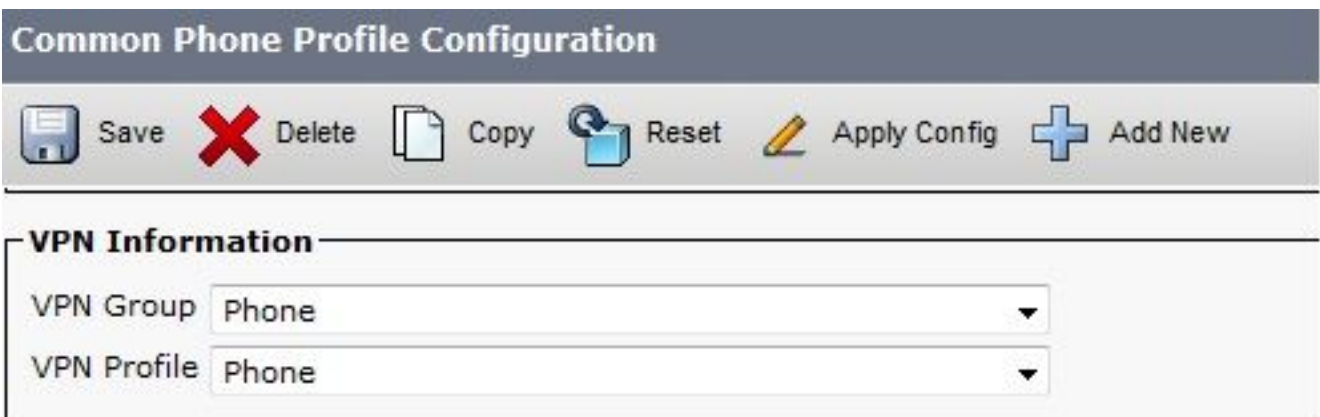 Common Phone Profile Configuration
Save Delete Copy Reset Apply Config Add New
VPN Information
VPN Group Phone
VPN Profile Phone